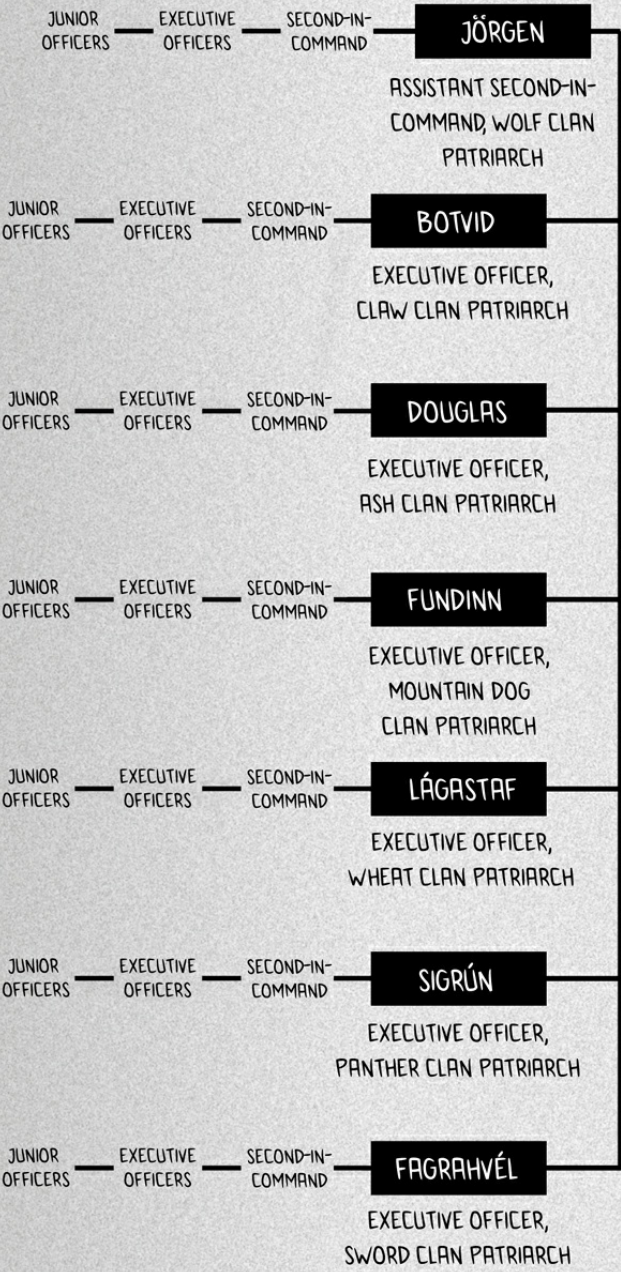 JUNIOR OFFICERS
EXECUTIVE OFFICERS
SECOND-IN-COMMAND
JÖRGEN
ASSISTANT SECOND-IN-
COMMAND, WOLF CLAN
PATRIARCH
JUNIOR OFFICERS
EXECUTIVE OFFICERS
SECOND-IN-COMMAND
BOTVID
EXECUTIVE OFFICER,
CLAW CLAN PATRIARCH
JUNIOR OFFICERS
EXECUTIVE OFFICERS
SECOND-IN-COMMAND
DOUGLAS
EXECUTIVE OFFICER,
ASH CLAN PATRIARCH
JUNIOR OFFICERS
EXECUTIVE OFFICERS
SECOND-IN-COMMAND
FUNDINN
EXECUTIVE OFFICER,
MOUNTAIN DOG
CLAN PATRIARCH
JUNIOR OFFICERS
EXECUTIVE OFFICERS
SECOND-IN-COMMAND
LÁGASTAF
EXECUTIVE OFFICER,
WHEAT CLAN PATRIARCH
JUNIOR OFFICERS
EXECUTIVE OFFICERS
SECOND-IN-COMMAND
SIGRÚN
EXECUTIVE OFFICER,
PANTHER CLAN PATRIARCH
JUNIOR OFFICERS
EXECUTIVE OFFICERS
SECOND-IN-COMMAND
FAGRAHVÉL
EXECUTIVE OFFICER,
SWORD CLAN PATRIARCH